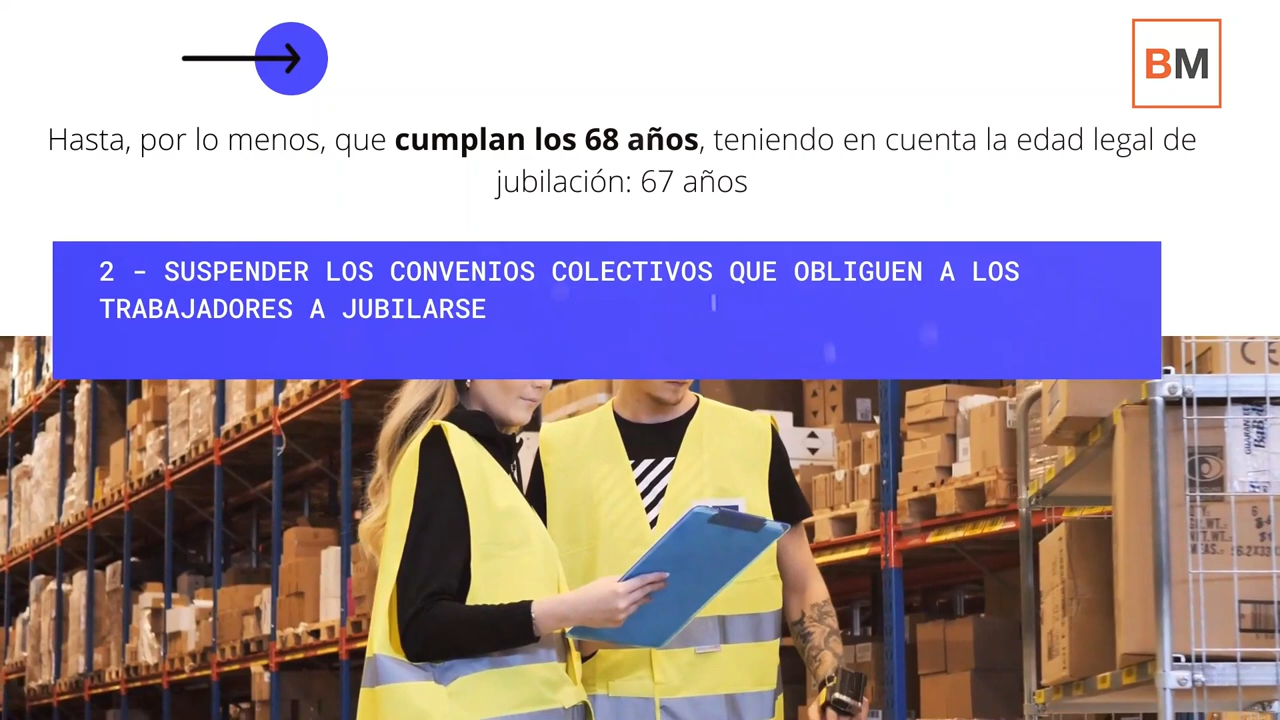 BM
Hasta, por lo menos, que cumplan los 68 años, teniendo en cuenta la edad legal de
jubilación: 67 años
2 - SUSPENDER LOS CONVENIOS COLECTIVOS QUE OBLIGUEN A LOS
TRABAJADORES A JUBILARSE